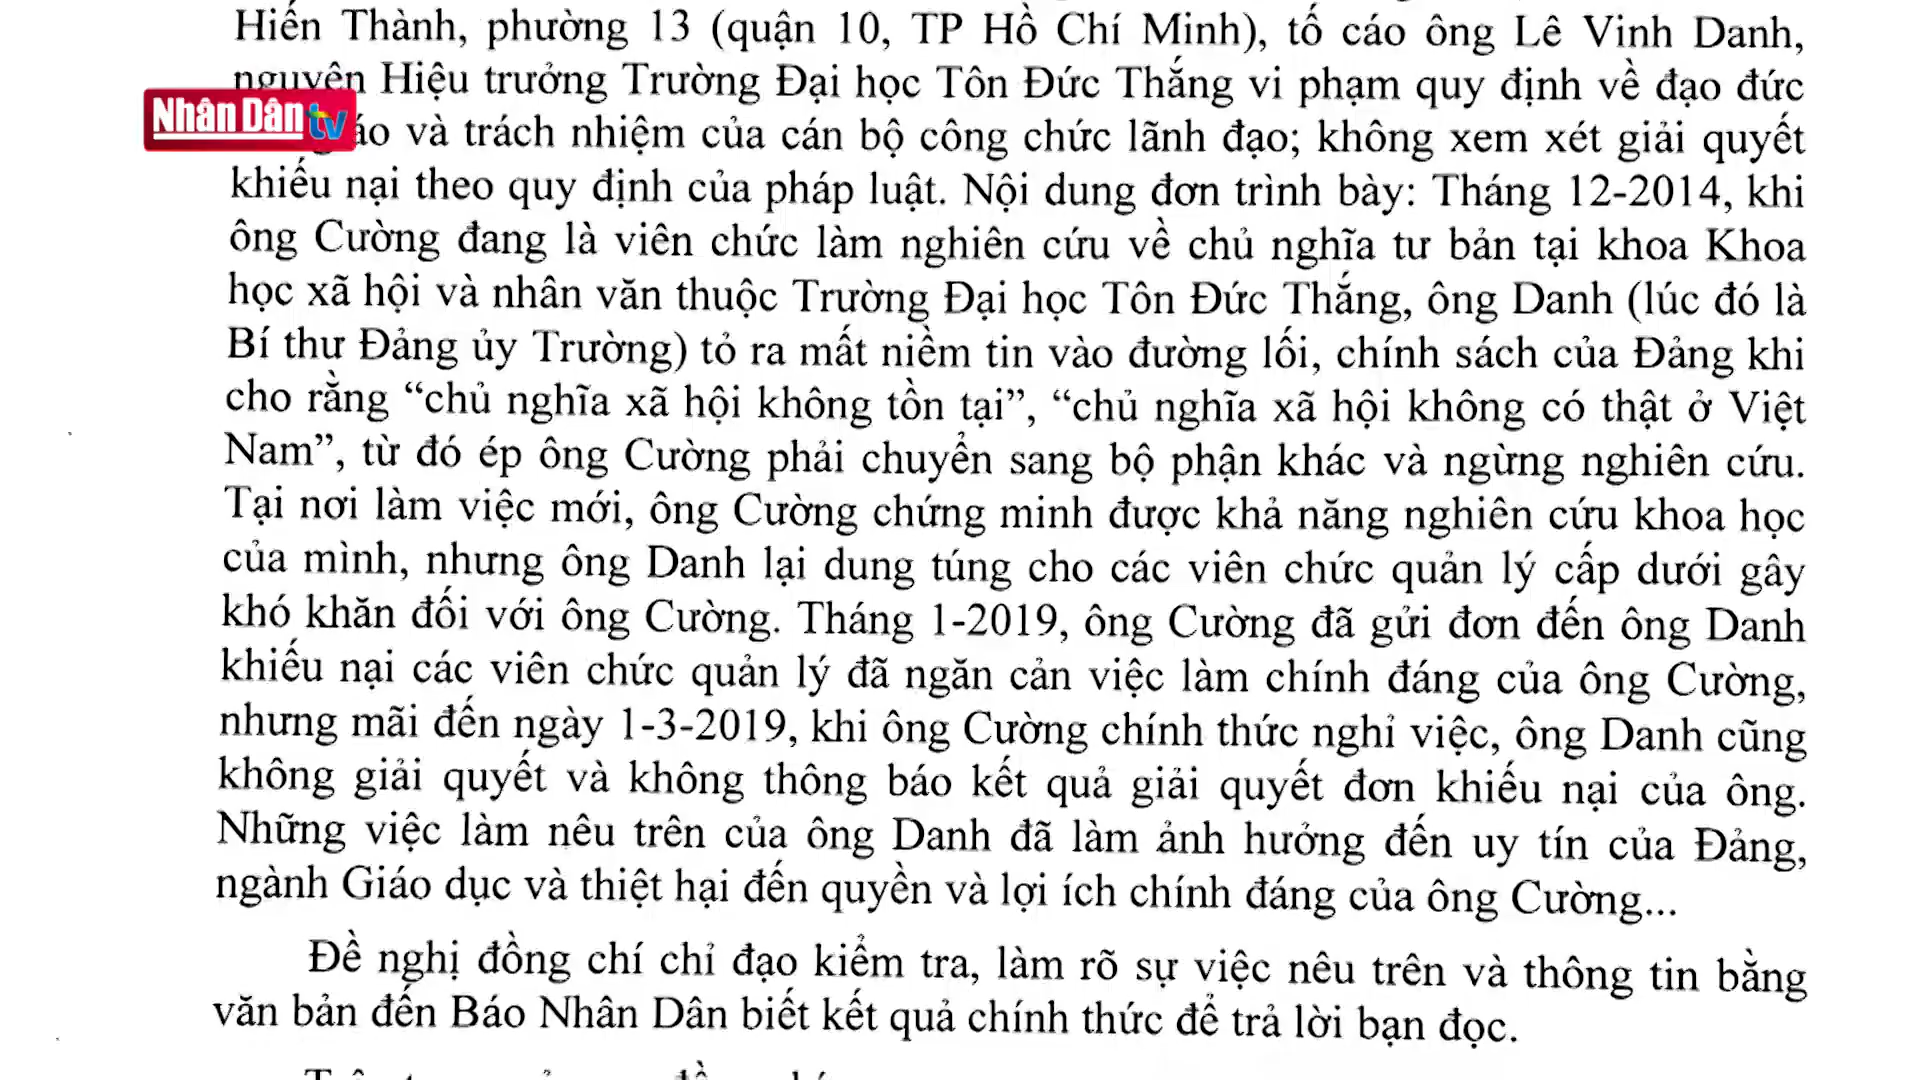 Hiến Thành, phường 13 (quận 10, TP Hồ Chí Minh), tố cáo ông Lê Vinh Danh,
nguyên Hiệu trưởng Trường Đại học Tôn Đức Thắng vi phạm quy định về đạo đức
Nhân Dân tv
áo và trách nhiệm của cán bộ công chức lãnh đạo; không xem xét giải quyết
khiếu nại theo quy định của pháp luật. Nội dung đơn trình bày: Tháng 12-2014, khi
ông Cường đang là viên chức làm nghiên cứu về chủ nghĩa tư bản tại khoa Khoa
học xã hội và nhân văn thuộc Trường Đại học Tôn Đức Thắng, ông Danh (lúc đó là
Bí thư Đảng ủy Trường) tỏ ra mất niềm tin vào đường lối, chính sách của Đảng khi
cho rằng “chủ nghĩa xã hội không tồn tại”, “chủ nghĩa xã hội không có thật ở Việt
Nam”, từ đó ép ông Cường phải chuyển sang bộ phận khác và ngừng nghiên cứu.
Tại nơi làm việc mới, ông Cường chứng minh được khả năng nghiên cứu khoa học
của mình, nhưng ông Danh lại dung túng cho các viên chức quản lý cấp dưới gây
khó khăn đối với ông Cường. Tháng 1-2019, ông Cường đã gửi đơn đến ông Danh
khiếu nại các viên chức quản lý đã ngăn cản việc làm chính đáng của ông Cường,
nhưng mãi đến ngày 1-3-2019, khi ông Cường chính thức nghỉ việc, ông Danh cũng
không giải quyết và không thông báo kết quả giải quyết đơn khiếu nại của ông.
Những việc làm nêu trên của ông Danh đã làm ảnh hưởng đến uy tín của Đảng,
ngành Giáo dục và thiệt hại đến quyền và lợi ích chính đáng của ông Cường...
Đề nghị đồng chí chỉ đạo kiểm tra, làm rõ sự việc nêu trên và thông tin bằng
văn bản đến Báo Nhân Dân biết kết quả chính thức để trả lời bạn đọc.